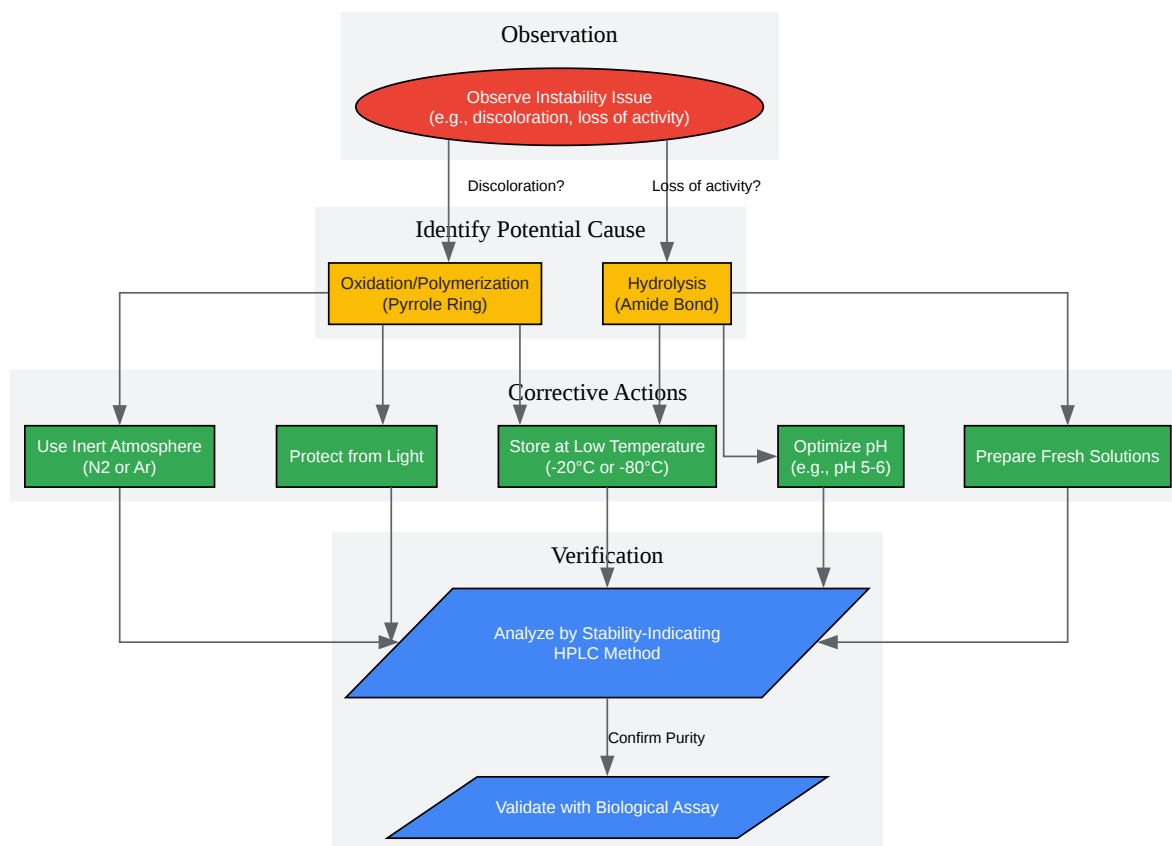 Observation
Observe Instability Issue
(e.g., discoloration, loss of activity)
Discoloration?
Loss of activity?
Identify Potential Cause
Oxidation/Polymerization
(Pyrrole Ring)
Hydrolysis
(Amide Bond)
Corrective Actions
Use Inert Atmosphere
(N2 or Ar)
Protect from Light
Store at Low Temperature
(-20°C or -80°C)
Optimize pH
(e.g., pH 5-6)
Prepare Fresh Solutions
Verification
Analyze by Stability-Indicating
HPLC Method
Confirm Purity
Validate with Biological Assay